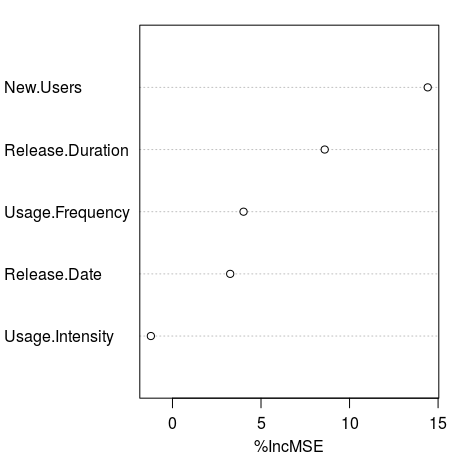 New.Users
Release.Duration
Usage.Frequency
Release.Date
Usage.Intensity
0 5 10 15
%IncMSE